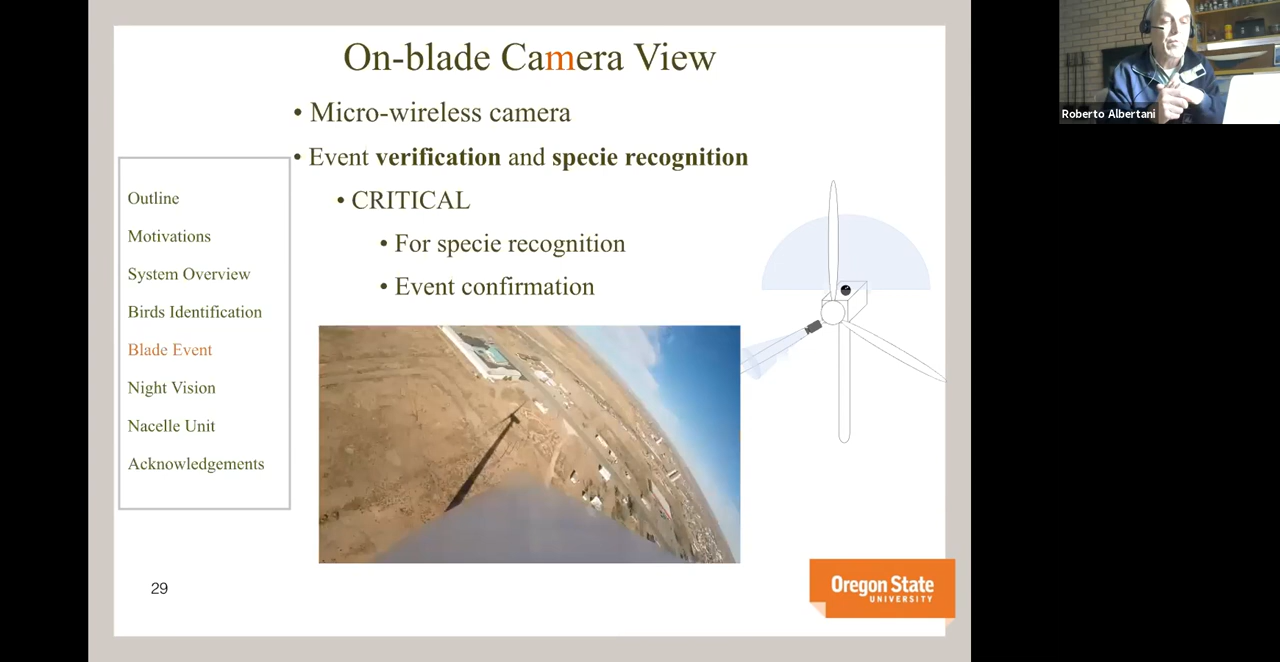 On-blade Camera View
• Micro-wireless camera
• Event verification and specie recognition
• CRITICAL
• For specie recognition
• Event confirmation
Outline
Motivations
System Overview
Birds Identification
Blade Event
Night Vision
Nacelle Unit
Acknowledgements
29
Oregon State
UNIVERSITY
Roberto Albertani